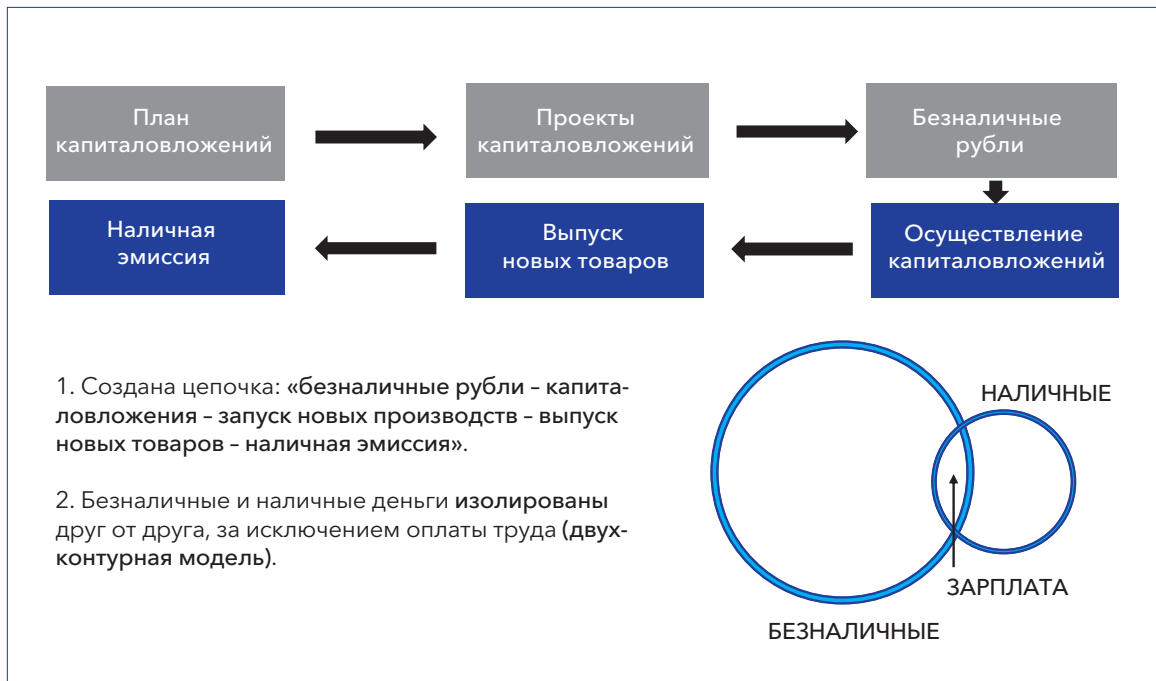 План
капиталовложений
Проекты
капиталовложений
Безналичные
рубли
Наличная
эмиссия
Выпуск
новых товаров
Осуществление
капиталовложений
1. Создана цепочка: «безналичные рубли – капита-
ловложения – запуск новых производств – выпуск
новых товаров – наличная эмиссия».
2. Безналичные и наличные деньги изолированы
друг от друга, за исключением оплаты труда (двух-
контурная модель).
НАЛИЧНЫЕ
ЗАРПЛАТА
БЕЗНАЛИЧНЫЕ